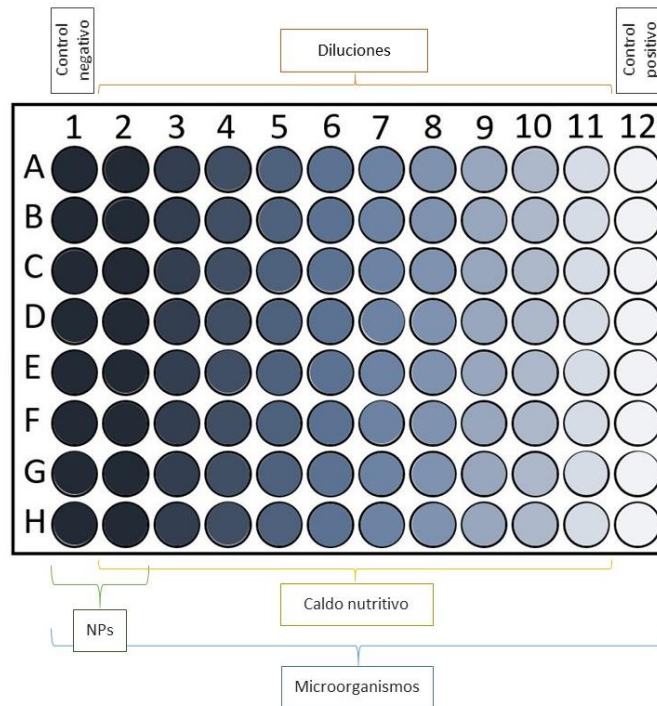 Control
negativo
Diluciones
Control
positivo
1 2 3 4 5 6 7 8 9 10 11 12
A
B
C
D
E
F
G
H
NPs
Caldo nutritivo
Microorganismos